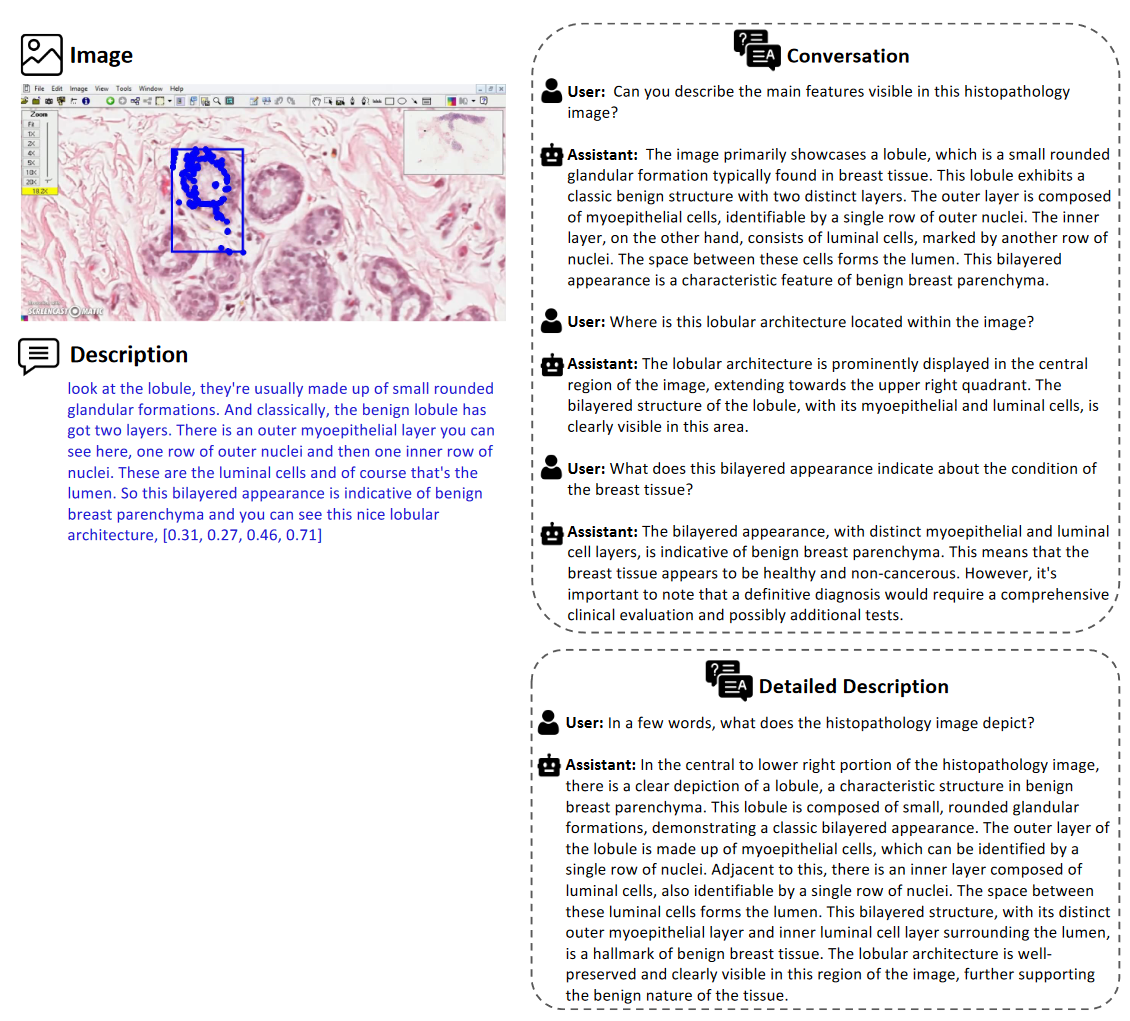 Image
File Edit Image View Tools Window Help
Zoom
Fit
1X
2X
4X
5X
10X
20X
18.2X
SCREENCAST-O-MATIC
Description
look at the lobule, they're usually made up of small rounded
glandular formations. And classically, the benign lobule has
got two layers. There is an outer myoepithelial layer you can
see here, one row of outer nuclei and then one inner row of
nuclei. These are the luminal cells and of course that's the
lumen. So this bilayered appearance is indicative of benign
breast parenchyma and you can see this nice lobular
architecture, [0.31, 0.27, 0.46, 0.71]
Conversation
User: Can you describe the main features visible in this histopathology
image?
Assistant: The image primarily showcases a lobule, which is a small rounded
glandular formation typically found in breast tissue. This lobule exhibits a
classic benign structure with two distinct layers. The outer layer is composed
of myoepithelial cells, identifiable by a single row of outer nuclei. The inner
layer, on the other hand, consists of luminal cells, marked by another row of
nuclei. The space between these cells forms the lumen. This bilayered
appearance is a characteristic feature of benign breast parenchyma.
User: Where is this lobular architecture located within the image?
Assistant: The lobular architecture is prominently displayed in the central
region of the image, extending towards the upper right quadrant. The
bilayered structure of the lobule, with its myoepithelial and luminal cells, is
clearly visible in this area.
User: What does this bilayered appearance indicate about the condition of
the breast tissue?
Assistant: The bilayered appearance, with distinct myoepithelial and luminal
cell layers, is indicative of benign breast parenchyma. This means that the
breast tissue appears to be healthy and non-cancerous. However, it's
important to note that a definitive diagnosis would require a comprehensive
clinical evaluation and possibly additional tests.
Detailed Description
User: In a few words, what does the histopathology image depict?
Assistant: In the central to lower right portion of the histopathology image,
there is a clear depiction of a lobule, a characteristic structure in benign
breast parenchyma. This lobule is composed of small, rounded glandular
formations, demonstrating a classic bilayered appearance. The outer layer of
the lobule is made up of myoepithelial cells, which can be identified by a
single row of nuclei. Adjacent to this, there is an inner layer composed of
luminal cells, also identifiable by a single row of nuclei. The space between
these luminal cells forms the lumen. This bilayered structure, with its distinct
outer myoepithelial layer and inner luminal cell layer surrounding the lumen,
is a hallmark of benign breast tissue. The lobular architecture is well-
preserved and clearly visible in this region of the image, further supporting
the benign nature of the tissue.